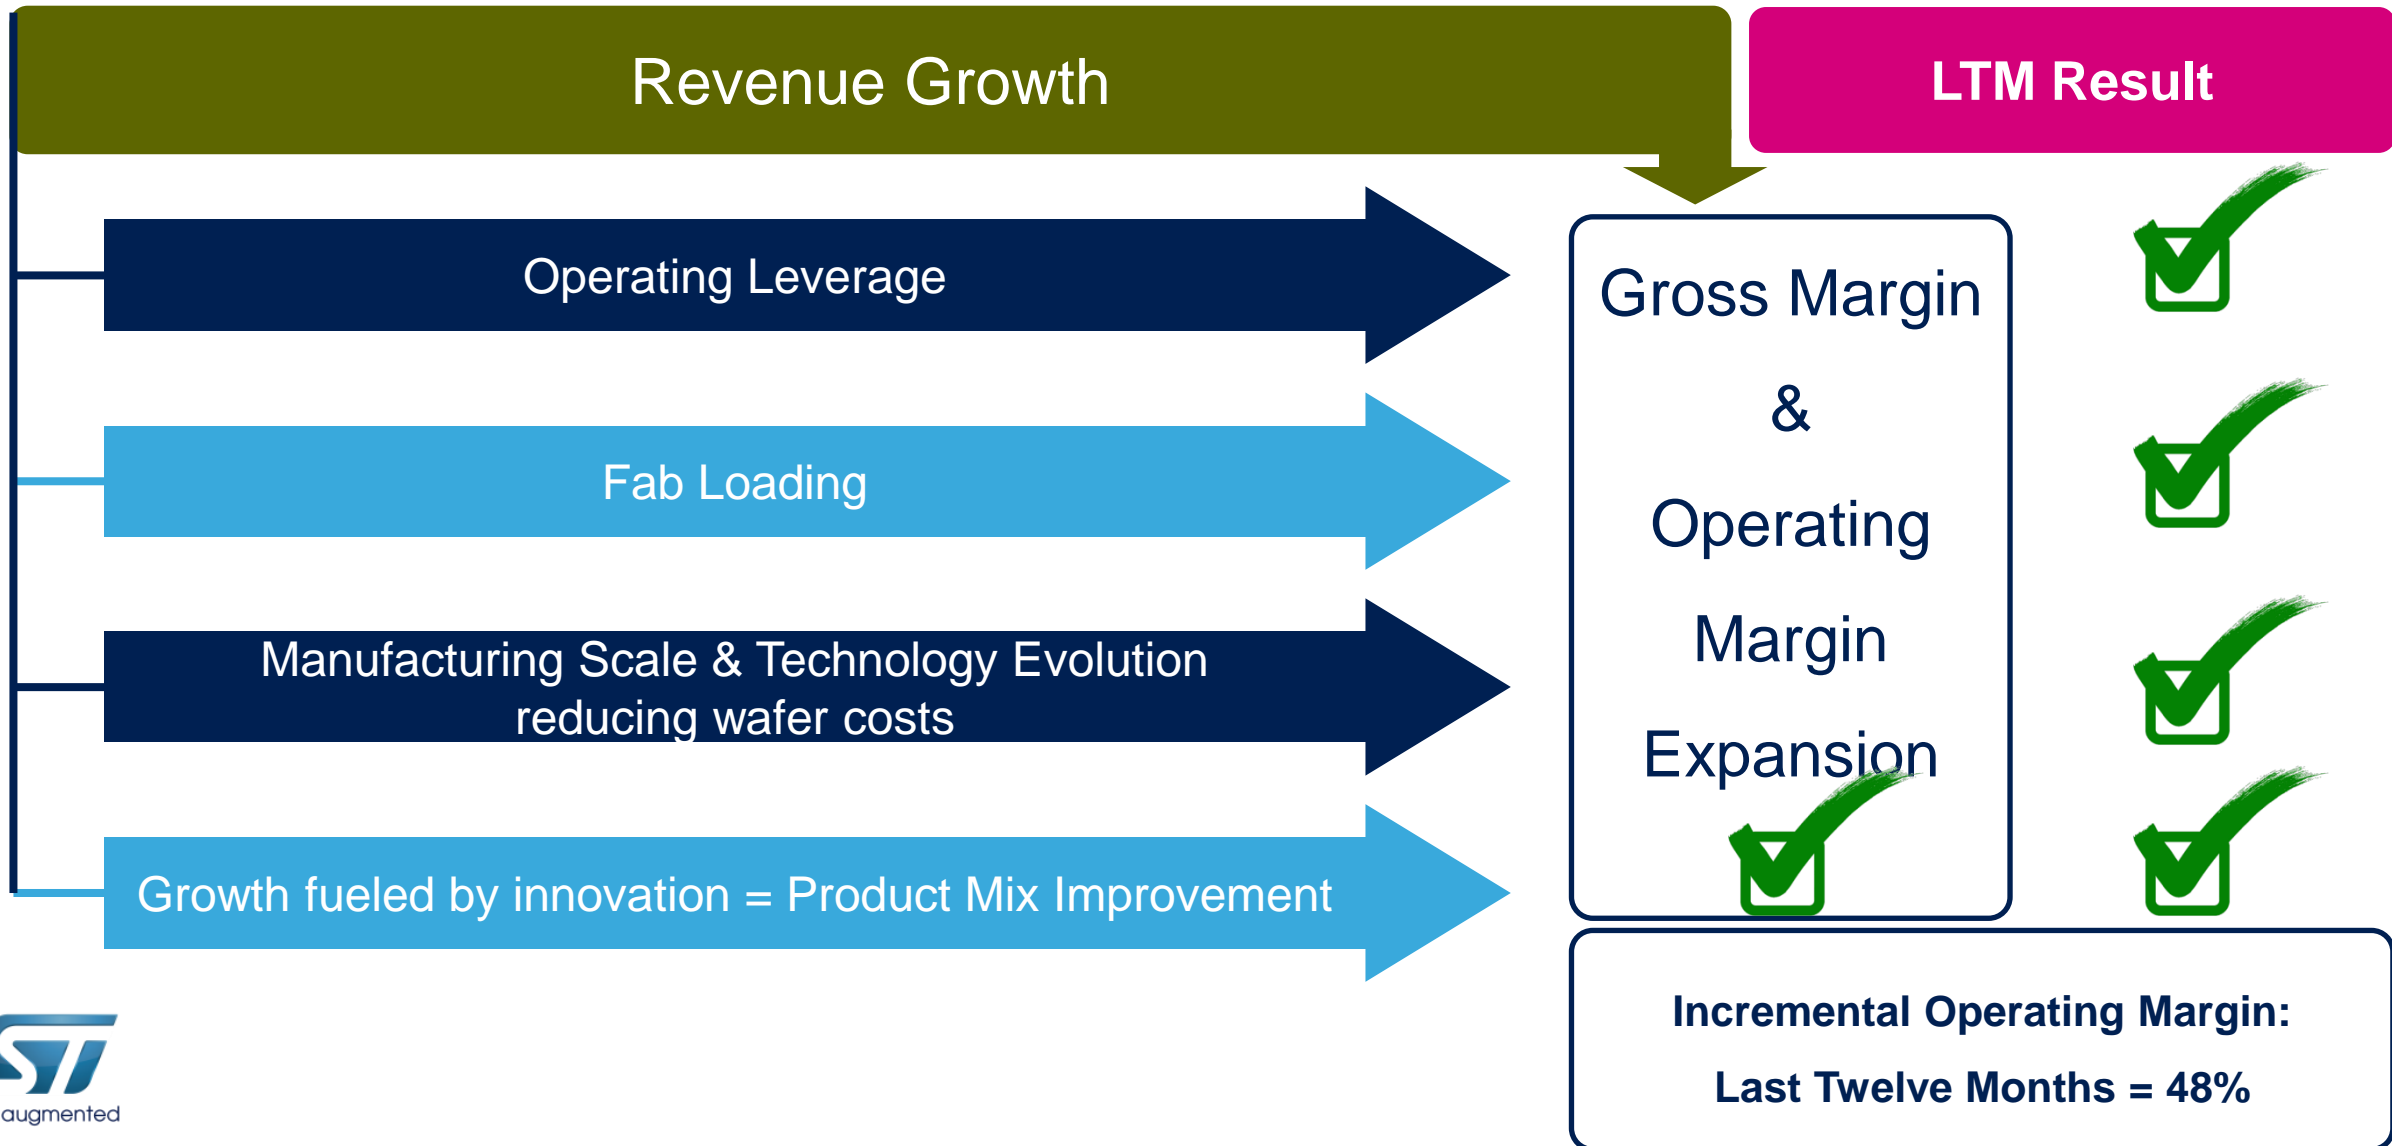 Revenue Growth
LTM Result
Operating Leverage
Fab Loading
Manufacturing Scale & Technology Evolution
reducing wafer costs
Growth fueled by innovation = Product Mix Improvement
Gross Margin
&
Operating
Margin
Expansion
Incremental Operating Margin:
Last Twelve Months = 48%
ST
augmented